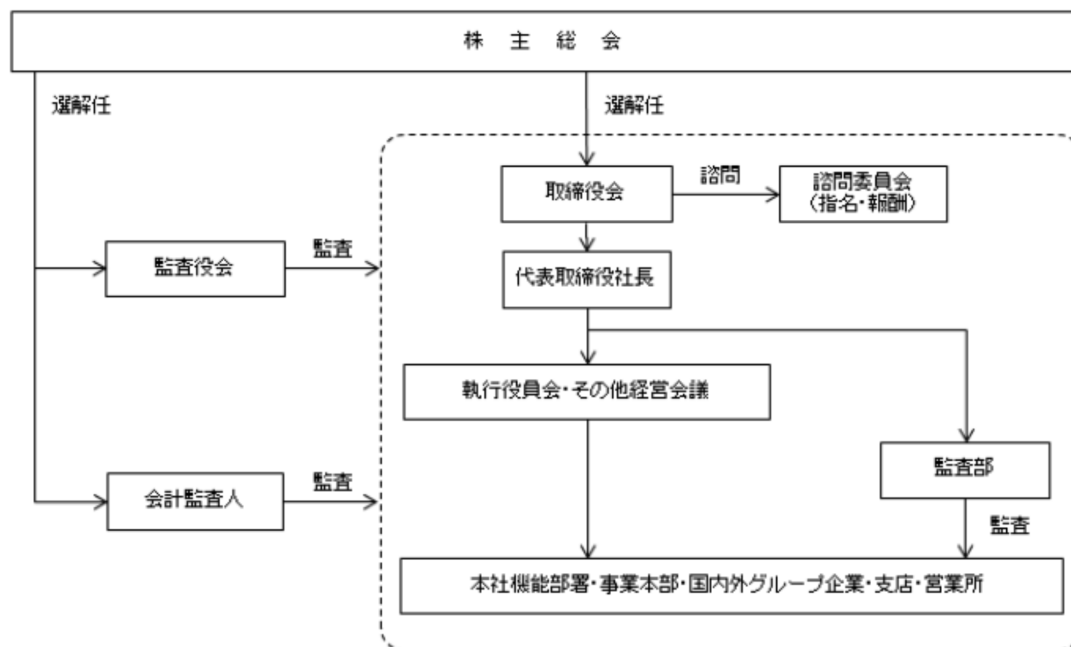 株主総会
選解任
選解任
取締役会
諮問
諮問委員会
(指名・報酬)
監査役会
監査
代表取締役社長
執行役員会・その他経営会議
会計監査人
監査
監査部
監査
本社機能部署・事業本部・国内外グループ企業・支店・営業所